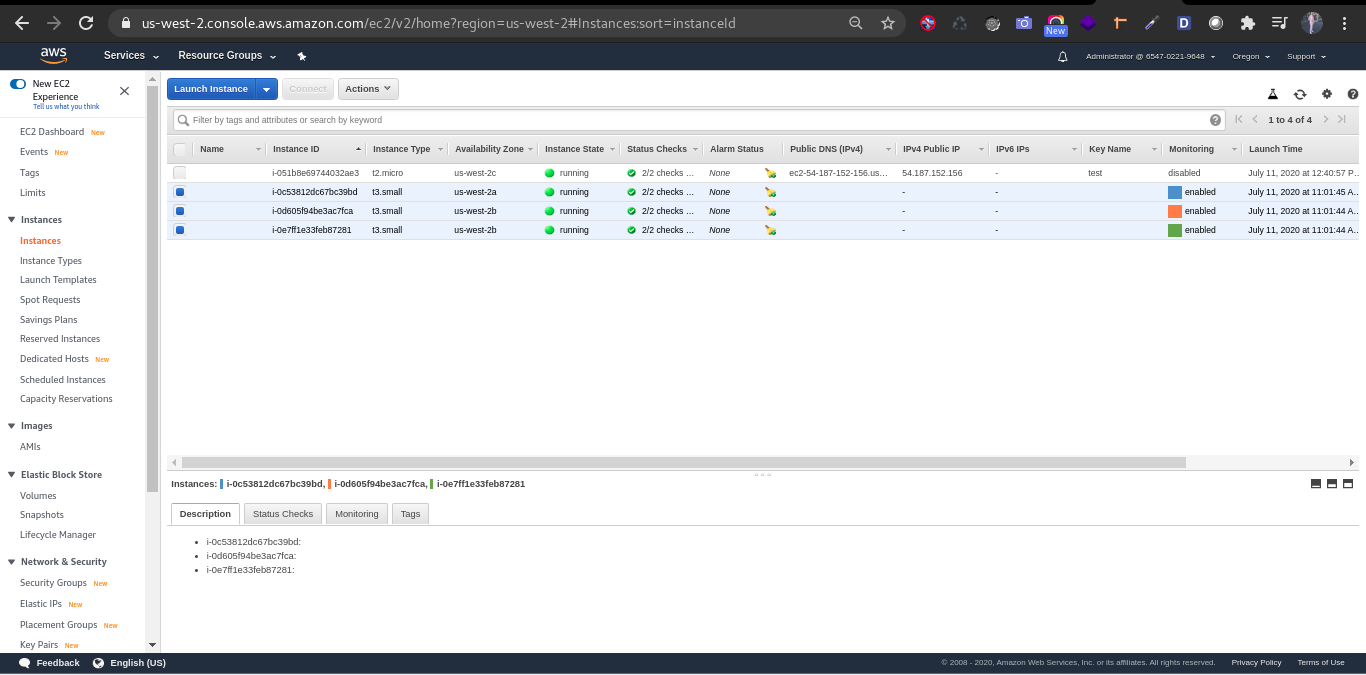 us-west-2.console.aws.amazon.com/ec2/v2/home?region=us-west-2#Instances:sort=instanceId
New
aws Services Resource Groups Administrator @ 6547-0221-9648 Oregon Support
New EC2
Experience
Tell us what you think
EC2 Dashboard New
Events New
Tags
Limits
Instances
Instances
Instance Types
Launch Templates
Spot Requests
Savings Plans
Reserved Instances
Dedicated Hosts New
Scheduled Instances
Capacity Reservations
Images
AMIs
Elastic Block Store
Volumes
Snapshots
Lifecycle Manager
Network & Security
Security Groups New
Elastic IPs New
Placement Groups New
Key Pairs New
Launch Instance Connect Actions
Filter by tags and attributes or search by keyword
1 to 4 of 4
Name Instance ID Instance Type Availability Zone Instance State Status Checks Alarm Status Public DNS (IPv4) IPv4 Public IP IPv6 IPs Key Name Monitoring Launch Time
i-051b8e69744032ae3 t2.micro us-west-2c running 2/2 checks ... None ec2-54-187-152-156.us... 54.187.152.156 - test disabled July 11, 2020 at 12:40:57 P...
i-0c53812dc67bc39bd t3.small us-west-2a running 2/2 checks ... None - - enabled July 11, 2020 at 11:01:45 A...
i-0d605f94be3ac7fca t3.small us-west-2b running 2/2 checks ... None - - enabled July 11, 2020 at 11:01:44 A...
i-0e7ff1e33feb87281 t3.small us-west-2b running 2/2 checks ... None - - enabled July 11, 2020 at 11:01:44 A...
Instances: i-0c53812dc67bc39bd, i-0d605f94be3ac7fca, i-0e7ff1e33feb87281
Description Status Checks Monitoring Tags
• i-0c53812dc67bc39bd:
• i-0d605f94be3ac7fca:
• i-0e7ff1e33feb87281:
Feedback English (US) © 2008 - 2020, Amazon Web Services, Inc. or its affiliates. All rights reserved. Privacy Policy Terms of Use